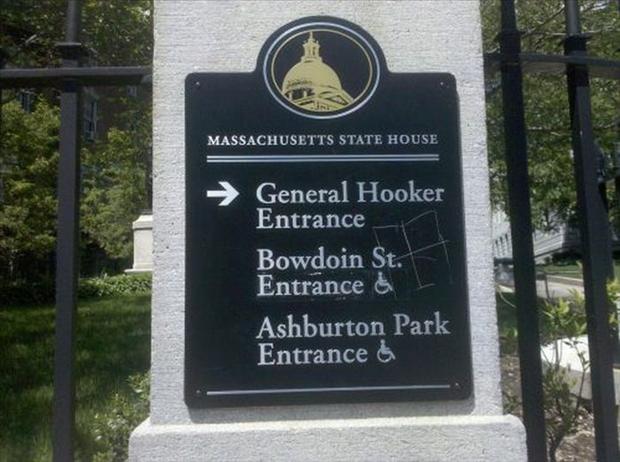 MASSACHUSETTS STATE HOUSE
General Hooker
Entrance
Bowdoin St.
Entrance
Ashburton Park
Entrance